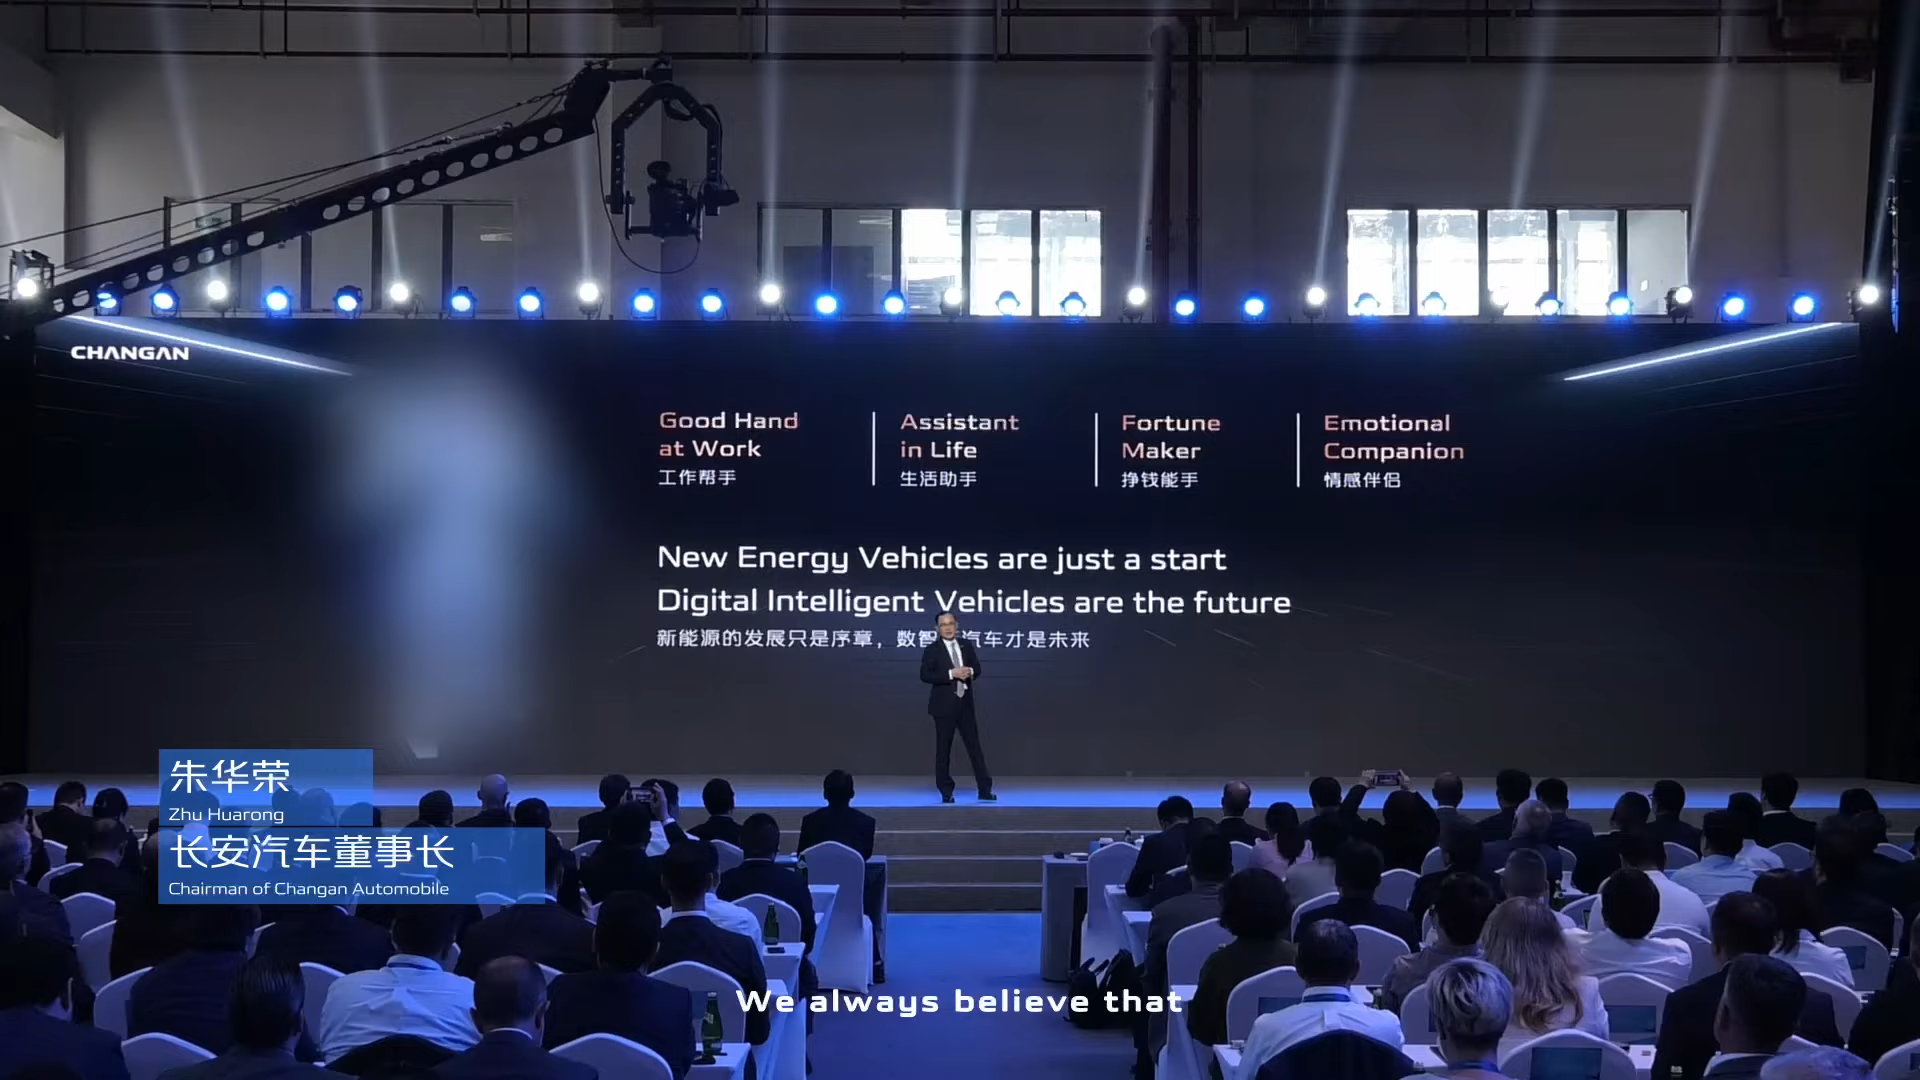 CHANGAN
Good Hand
at Work
工作帮手
Assistant
in Life
生活助手
Fortune
Maker
挣钱能手
Emotional
Companion
情感伴侣
New Energy Vehicles are just a start
Digital Intelligent Vehicles are the future
新能源的发展只是序章，数智 汽车才是未来
朱华荣
Zhu Huarong
长安汽车董事长
Chairman of Changan Automobile
We always believe that